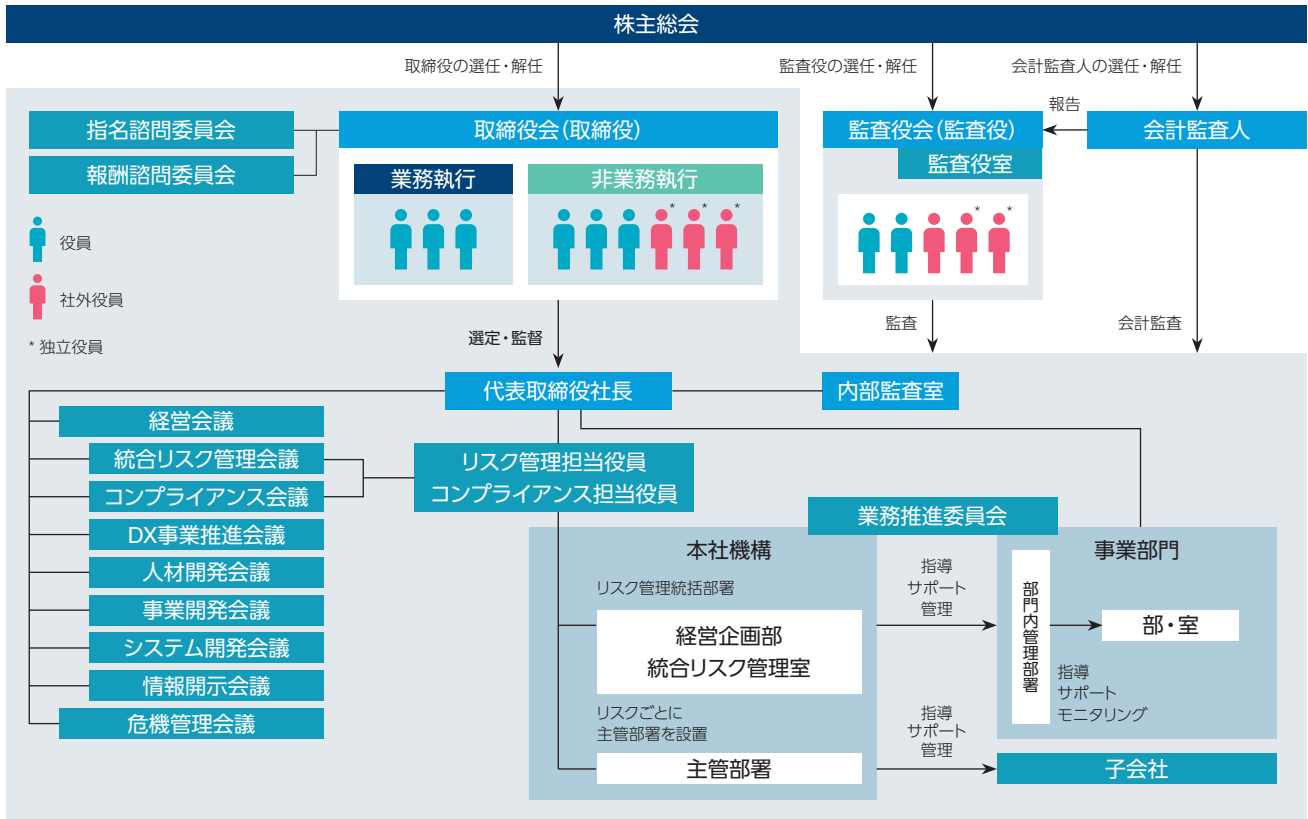 株主総会
取締役の選任・解任
監査役の選任・解任
会計監査人の選任・解任
指名諮問委員会
報酬諮問委員会
取締役会（取締役）
業務執行
非業務執行
* * *
監査役会（監査役）
監査役室
* *
報告
会計監査人
役員
社外役員
* 独立役員
選定・監督
監査
会計監査
代表取締役社長
内部監査室
経営会議
統合リスク管理会議
コンプライアンス会議
DX事業推進会議
人材開発会議
事業開発会議
システム開発会議
情報開示会議
危機管理会議
リスク管理担当役員
コンプライアンス担当役員
業務推進委員会
本社機構
リスク管理統括部署
経営企画部
統合リスク管理室
リスクごとに
主管部署を設置
主管部署
指導
サポート
管理
指導
サポート
管理
事業部門
部門内管理部署
部・室
指導
サポート
モニタリング
子会社